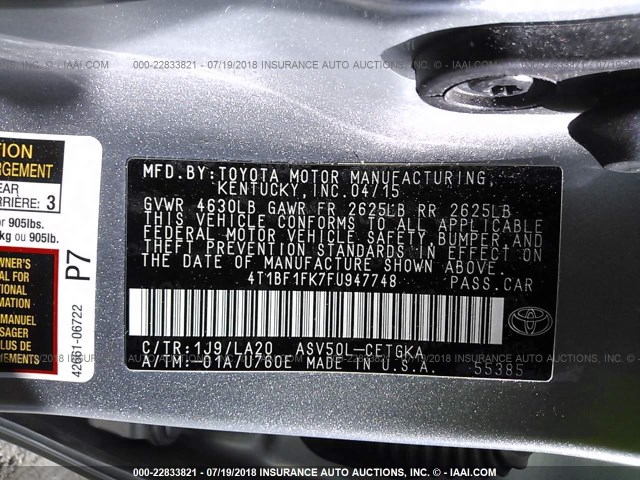 000-22833821 - 07/19/2018 - INSURANCE AUTO AUCTIONS, INC. - © IAAI.COM
TION
ARGEMENT
EAR
ARRIÈRE: 3
r 905lbs.
kg ou 905lb.
WNER'S
FOR
ATIONAL
ATION.
MANUEL
SAGER
LUS
P7
42661-06722
MFD.BY:TOYOTA MOTOR MANUFACTURING,
KENTUCKY,INC.04/15
GVWR 4630LB GAWR FR 2625LB RR 2625LB
THIS VEHICLE CONFORMS TO ALL APPLICABLE
FEDERAL MOTOR VEHICLE SAFETY,BUMPER,AND
THEFT PREVENTION STANDARDS IN EFFECT ON
THE DATE OF MANUFACTURE SHOWN ABOVE.
4T1BF1FK7FU947748 PASS.CAR
C/TR:1J9/LA20 ASV50L-CETGKA
A/TM:-01A/U760E MADE IN U.S.A.
55385
000-22833821 - 07/19/2018 - INSURANCE AUTO AUCTIONS, INC. - © IAAI.COM